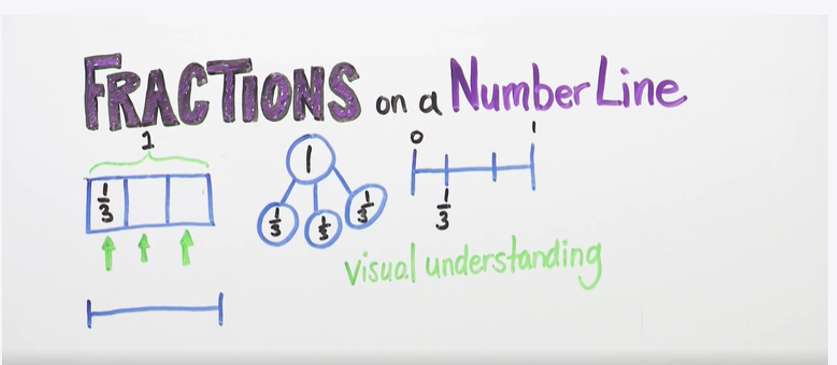 FRACTIONS on a Number Line
1
1/3
1
1/3 1/3 1/3
0 1
1/3
visual understanding